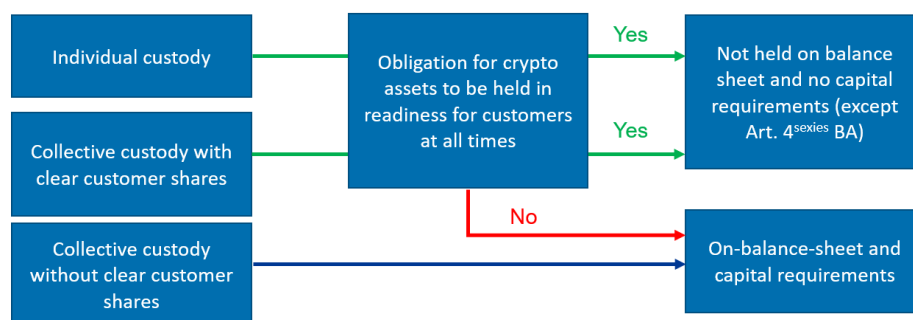 Individual custody
Obligation for crypto
assets to be held in
readiness for customers
at all times
Yes
Yes
Not held on balance
sheet and no capital
requirements (except
Art. 4sexies BA)
Collective custody with
clear customer shares
No
Collective custody
without clear customer
shares
On-balance-sheet and
capital requirements